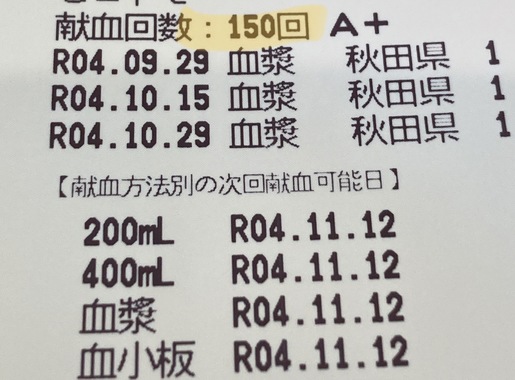 献血回数：150回 A+
R04.09.29 血漿 秋田県 1
R04.10.15 血漿 秋田県 1
R04.10.29 血漿 秋田県 1
【献血方法別の次回献血可能日】
200mL R04.11.12
400mL R04.11.12
血漿 R04.11.12
血小板 R04.11.12